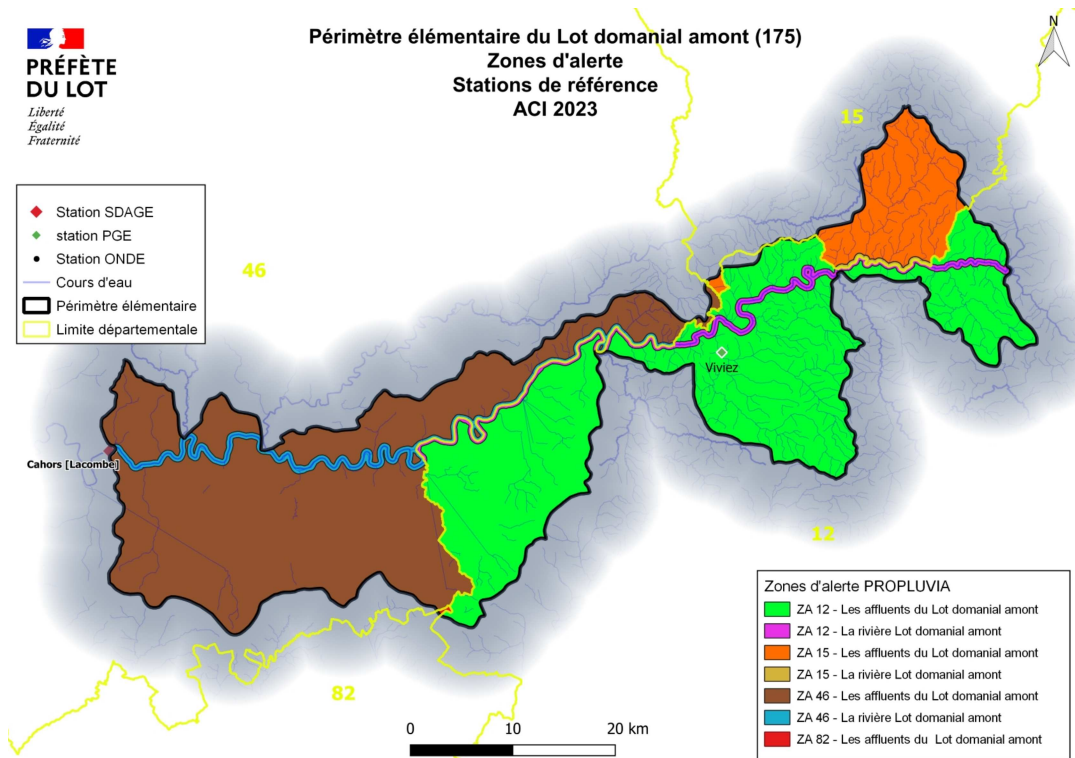 Périmètre élémentaire du Lot domanial amont (175)
Zones d'alerte
Stations de référence
ACI 2023
PRÉFÈTE
DU LOT
Liberté
Égalité
Fraternité
N
15
Station SDAGE
station PGE
Station ONDE
Cours d'eau
Périmètre élémentaire
Limite départementale
46
Viviez
Cahors [Lacombe]
12
82
0 10 20 km
Zones d'alerte PROPLUVIA
ZA 12 - Les affluents du Lot domanial amont
ZA 12 - La rivière Lot domanial amont
ZA 15 - Les affluents du Lot domanial amont
ZA 15 - La rivière Lot domanial amont
ZA 46 - Les affluents du Lot domanial amont
ZA 46 - La rivière Lot domanial amont
ZA 82 - Les affluents du Lot domanial amont